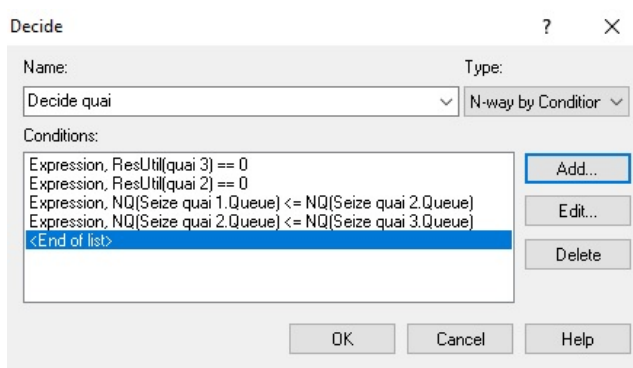 Decide ? ×
Name: Type:
Decide quai N-way by Condition
Conditions:
Expression, ResUtil(quai 3) == 0
Expression, ResUtil(quai 2) == 0
Expression, NQ(Seize quai 1.Queue) <= NQ(Seize quai 2.Queue)
Expression, NQ(Seize quai 2.Queue) <= NQ(Seize quai 3.Queue)
<End of list>
Add...
Edit...
Delete
OK Cancel Help